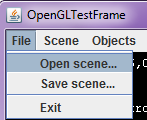 OpenGLTestFrame
File Scene Objects
Open scene...
Save scene...
Exit